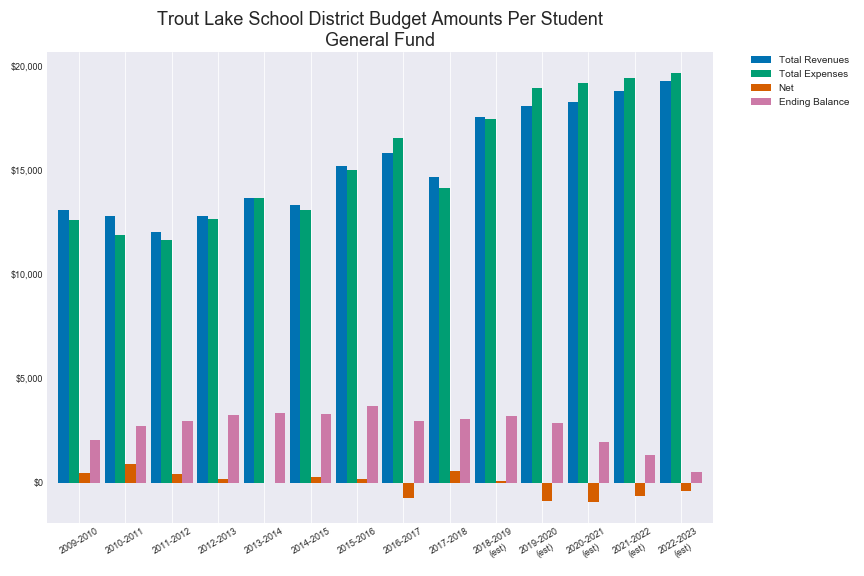 Trout Lake School District Budget Amounts Per Student
General Fund
Total Revenues
Total Expenses
Net
Ending Balance
$20,000
$15,000
$10,000
$5,000
$0
2009-2010
2010-2011
2011-2012
2012-2013
2013-2014
2014-2015
2015-2016
2016-2017
2017-2018
2018-2019
(est)
2019-2020
(est)
2020-2021
(est)
2021-2022
(est)
2022-2023
(est)